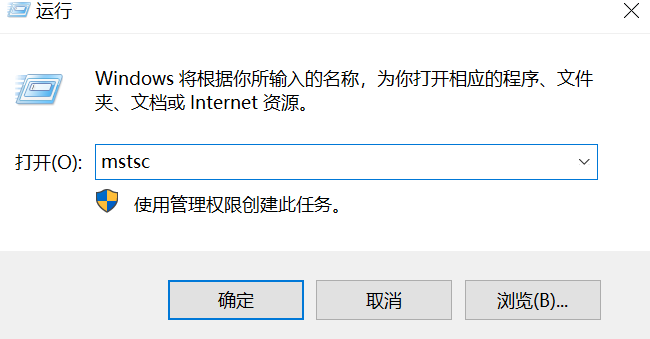 运行
Windows 将根据你所输入的名称，为你打开相应的程序、文件
夹、文档或 Internet 资源。
打开(O): mstsc
使用管理权限创建此任务。
确定 取消 浏览(B)...